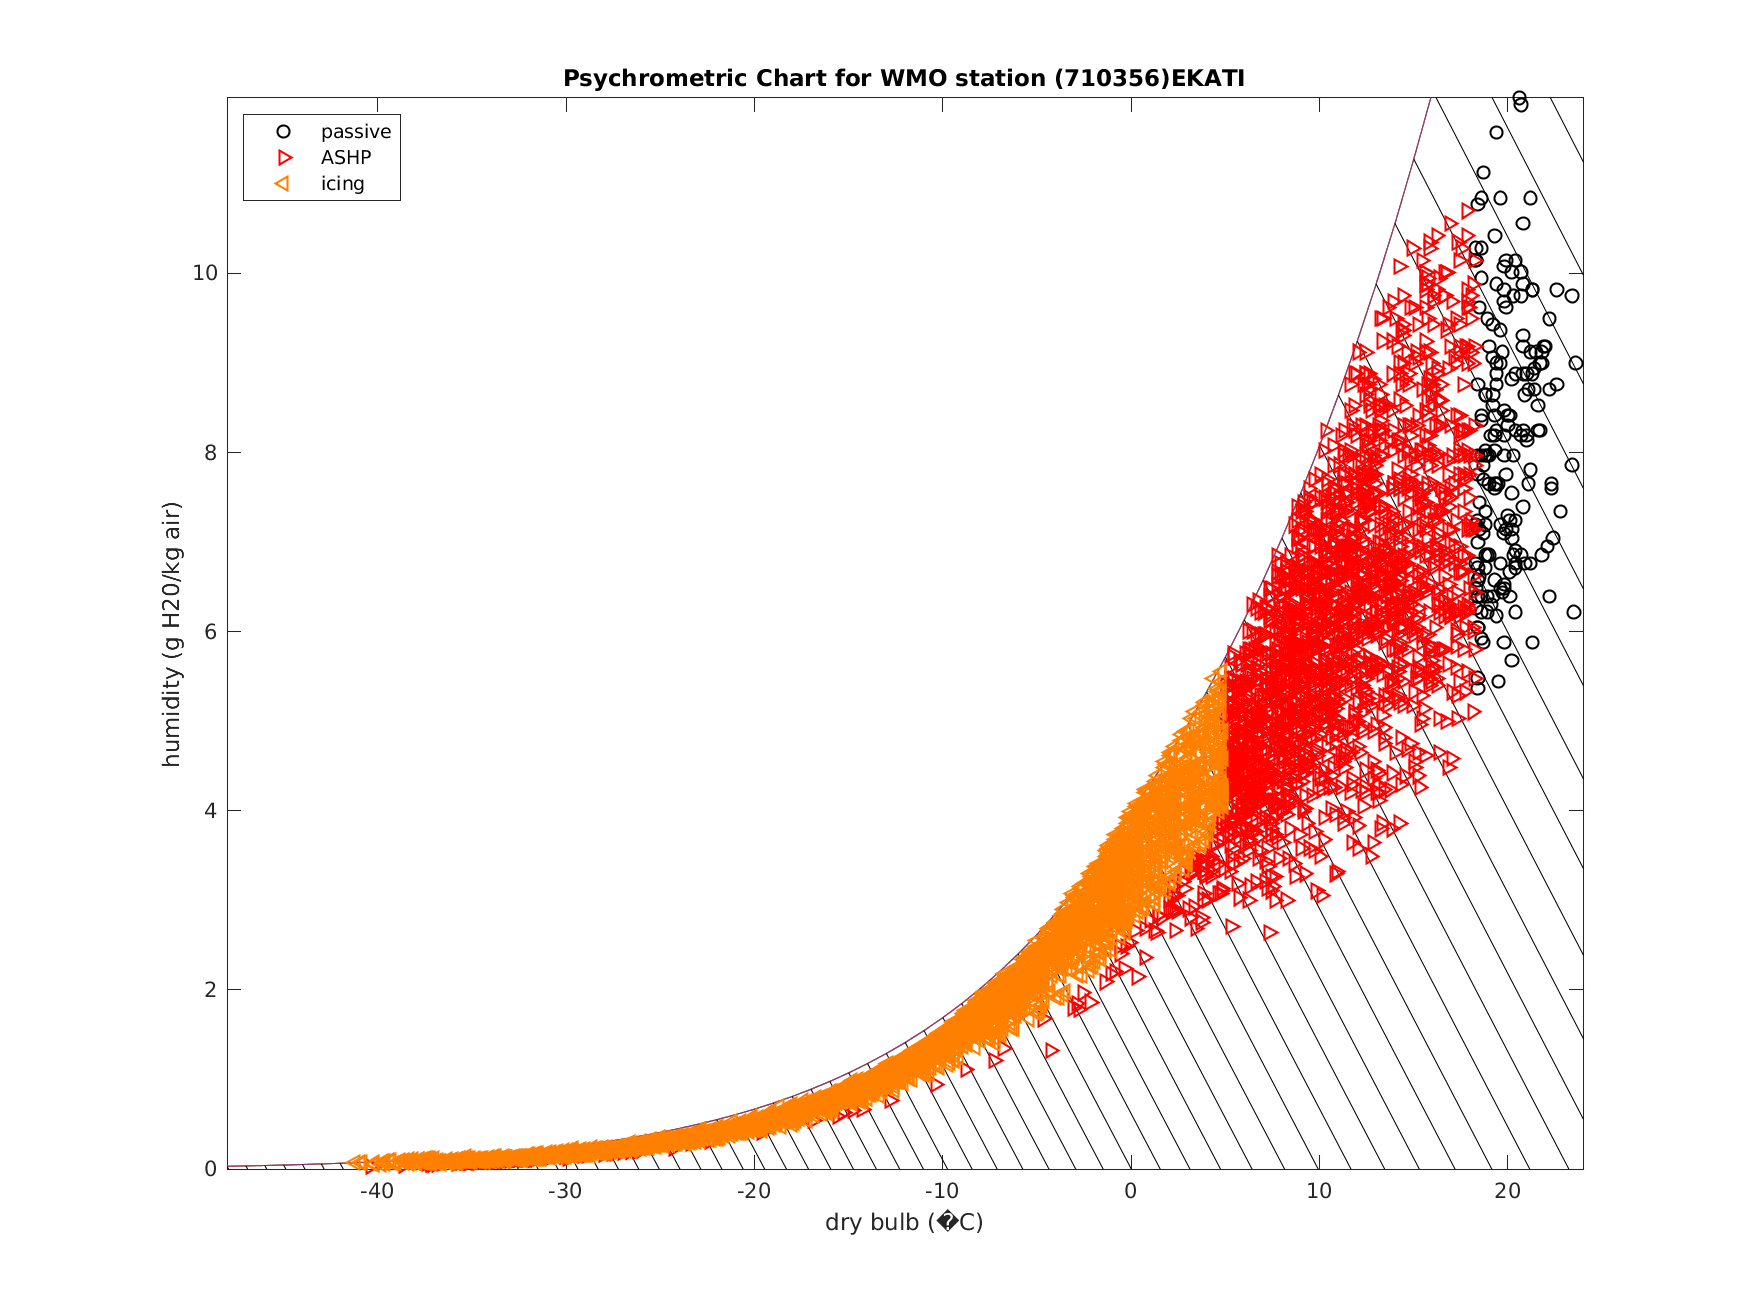 Psychrometric Chart for WMO station (710356)EKATI
passive
ASHP
icing
10
8
6
4
2
0
humidity (g H20/kg air)
-40 -30 -20 -10 0 10 20
dry bulb (�C)